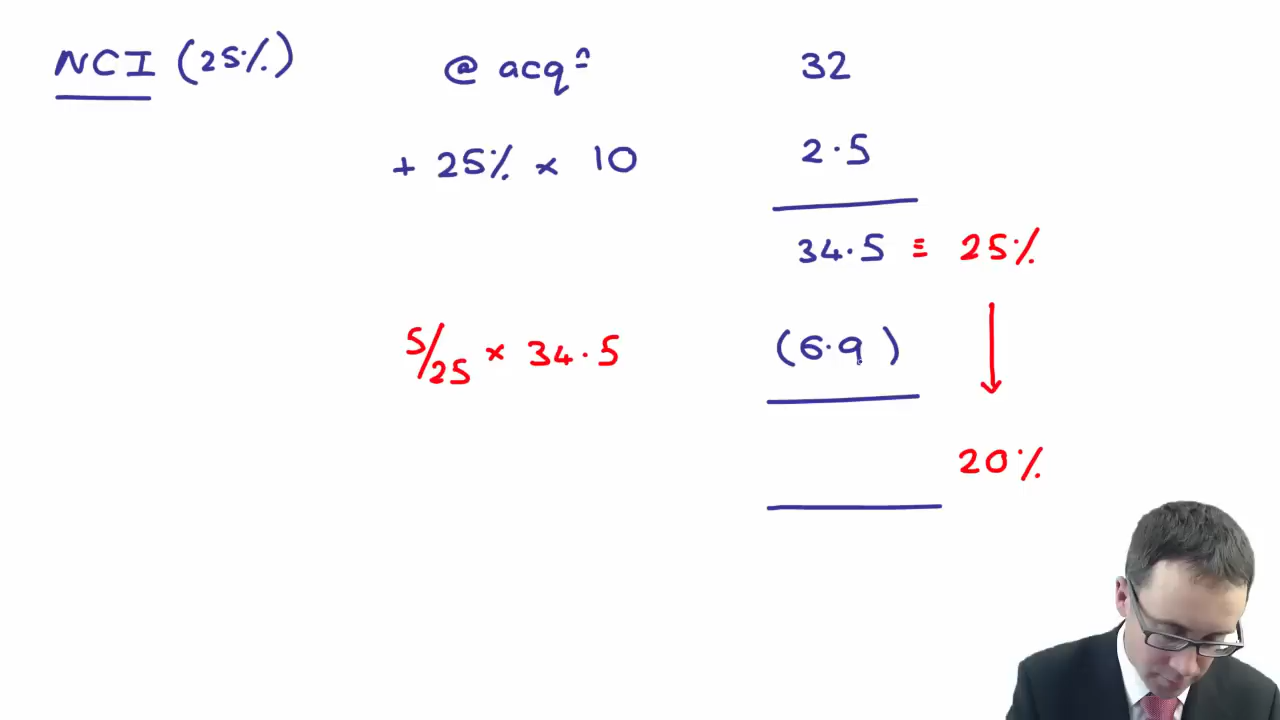 NCI (25%) @ acqⁿ 32
+ 25% × 10 2.5
34.5 ≡ 25%
5/25 × 34.5 (6.9)
20%